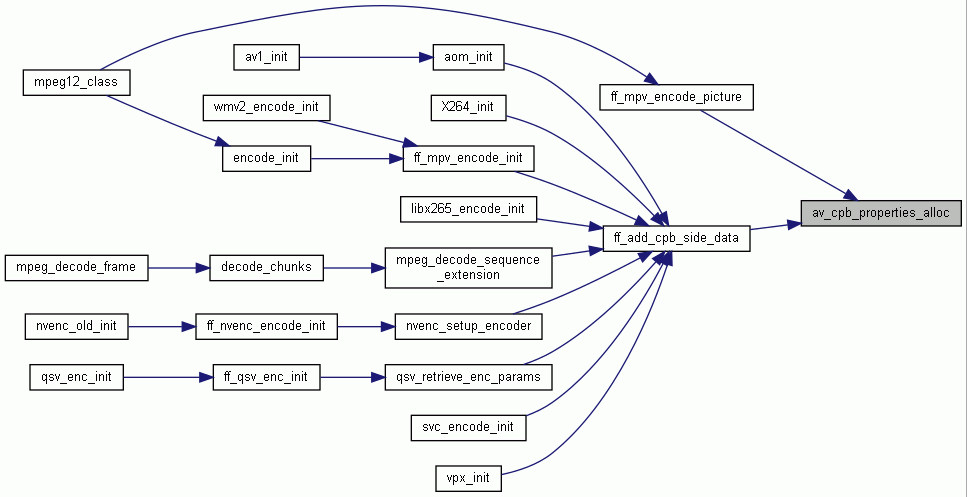 av1_init
aom_init
mpeg12_class
ff_mpv_encode_picture
wmv2_encode_init
X264_init
encode_init
ff_mpv_encode_init
libx265_encode_init
av_cpb_properties_alloc
ff_add_cpb_side_data
mpeg_decode_frame
decode_chunks
mpeg_decode_sequence
_extension
nvenc_old_init
ff_nvenc_encode_init
nvenc_setup_encoder
qsv_enc_init
ff_qsv_enc_init
qsv_retrieve_enc_params
svc_encode_init
vpx_init